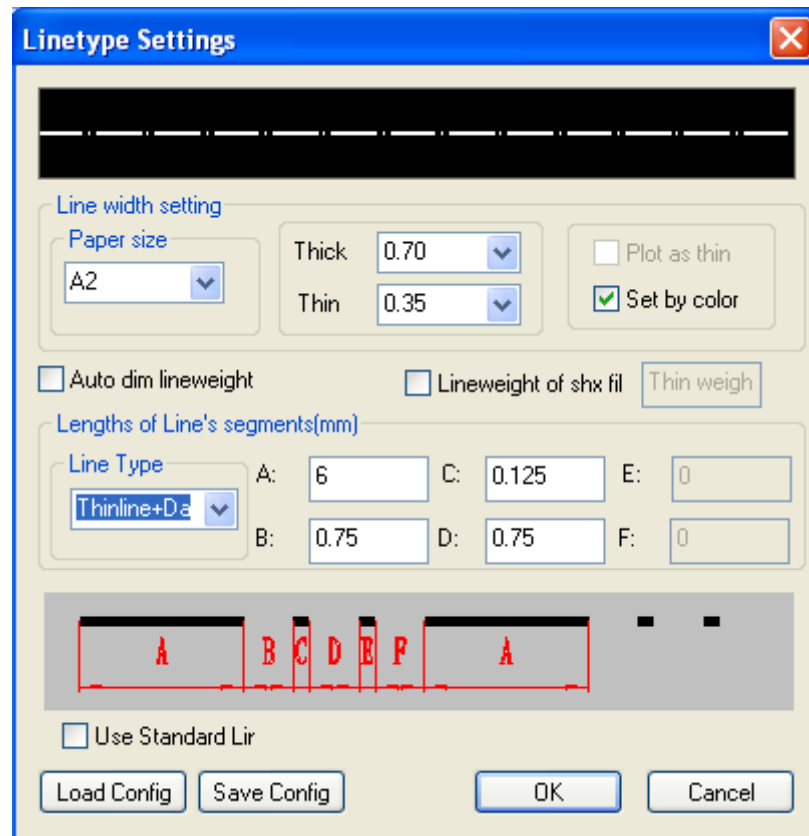 Linetype Settings
Line width setting
Paper size
A2
Thick 0.70
Thin 0.35
Plot as thin
Set by color
Auto dim lineweight
Lineweight of shx fil
Thin weigh
Lengths of Line's segments(mm)
Line Type
Thinline+Da
A: 6 C: 0.125 E: 0
B: 0.75 D: 0.75 F: 0
A B C D E F A
Use Standard Lir
Load Config Save Config OK Cancel